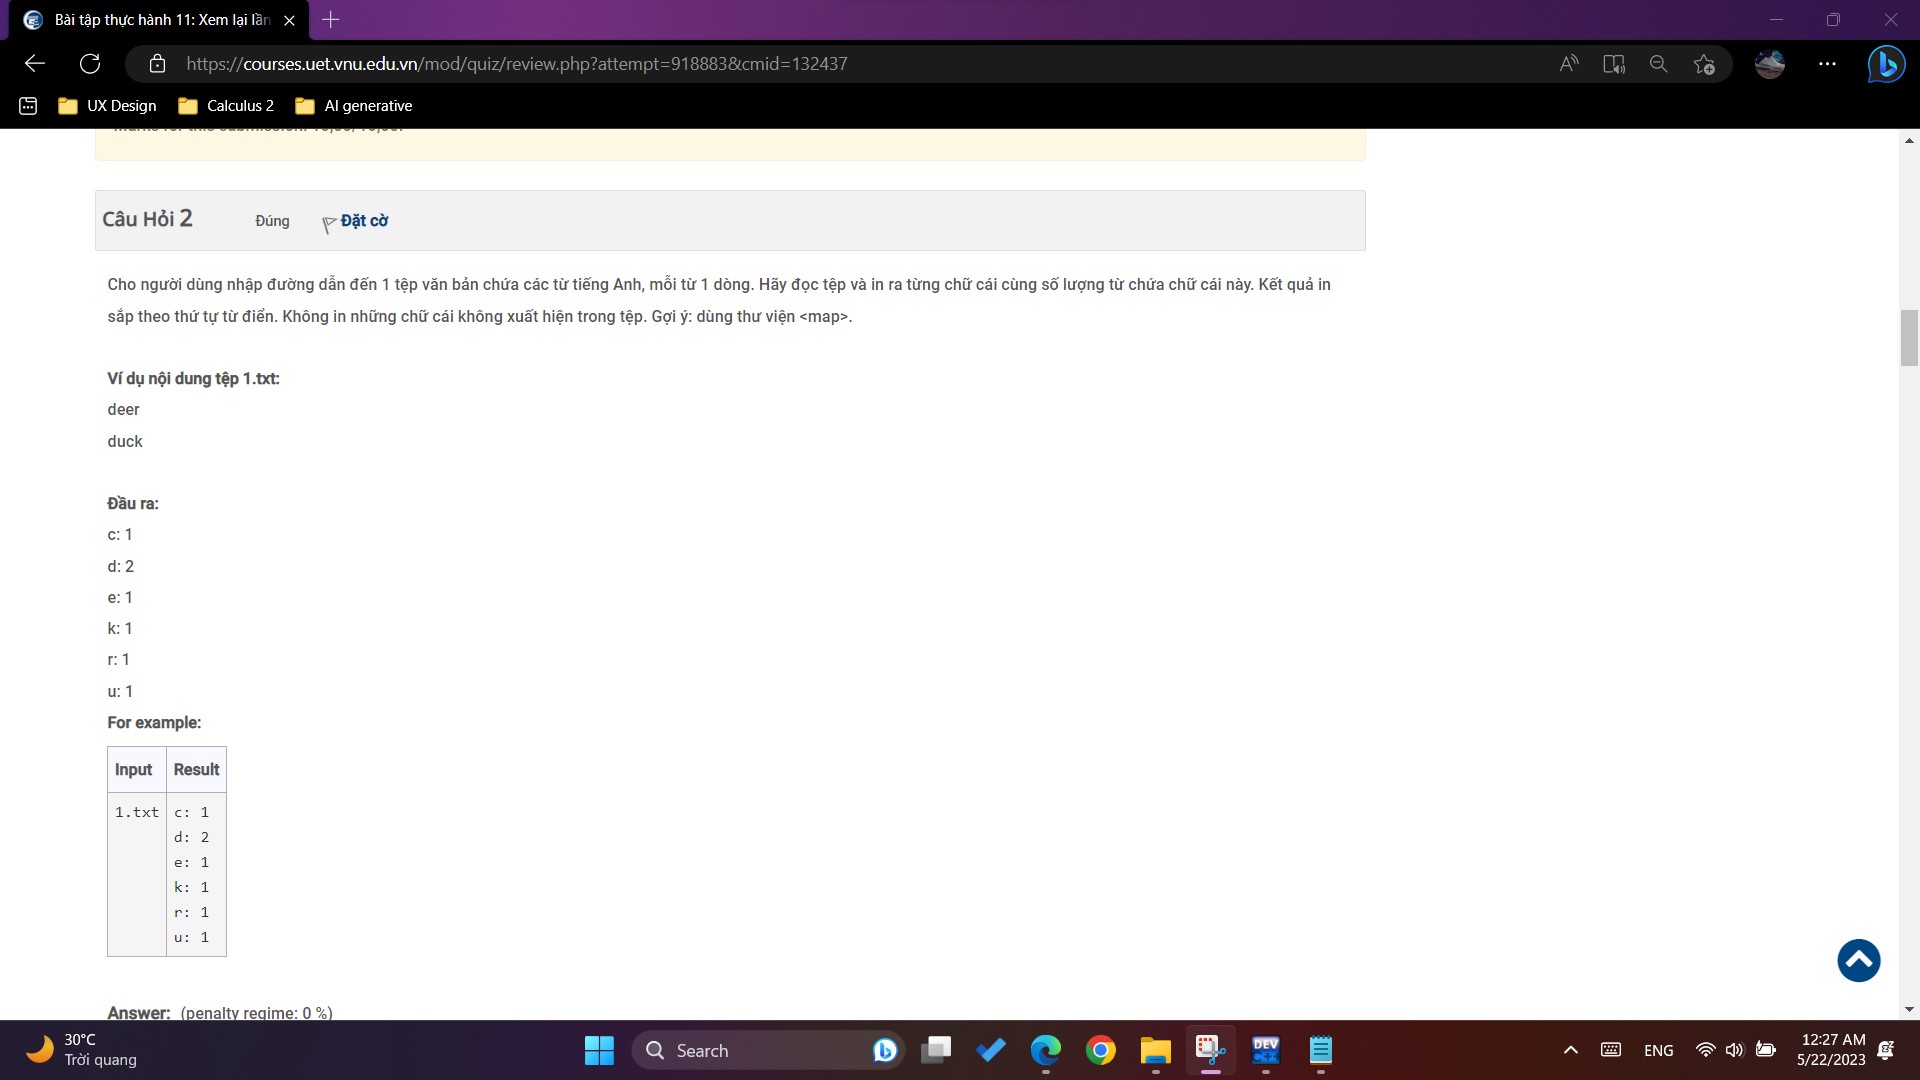 Bài tập thực hành 11: Xem lại lần
https://courses.uet.vnu.edu.vn/mod/quiz/review.php?attempt=918883&cmid=132437
UX Design
Calculus 2
AI generative
Câu Hỏi 2
Đúng
Đặt cờ
Cho người dùng nhập đường dẫn đến 1 tệp văn bản chứa các từ tiếng Anh, mỗi từ 1 dòng. Hãy đọc tệp và in ra từng chữ cái cùng số lượng từ chứa chữ cái này. Kết quả in
sắp theo thứ tự từ điển. Không in những chữ cái không xuất hiện trong tệp. Gợi ý: dùng thư viện <map>.
Ví dụ nội dung tệp 1.txt:
deer
duck
Đầu ra:
c: 1
d: 2
e: 1
k: 1
r: 1
u: 1
For example:
Input Result
1.txt c: 1
d: 2
e: 1
k: 1
r: 1
u: 1
Answer: (penalty regime: 0 %)
30°C
Trời quang
Search
DEV
ENG
12:27 AM
5/22/2023